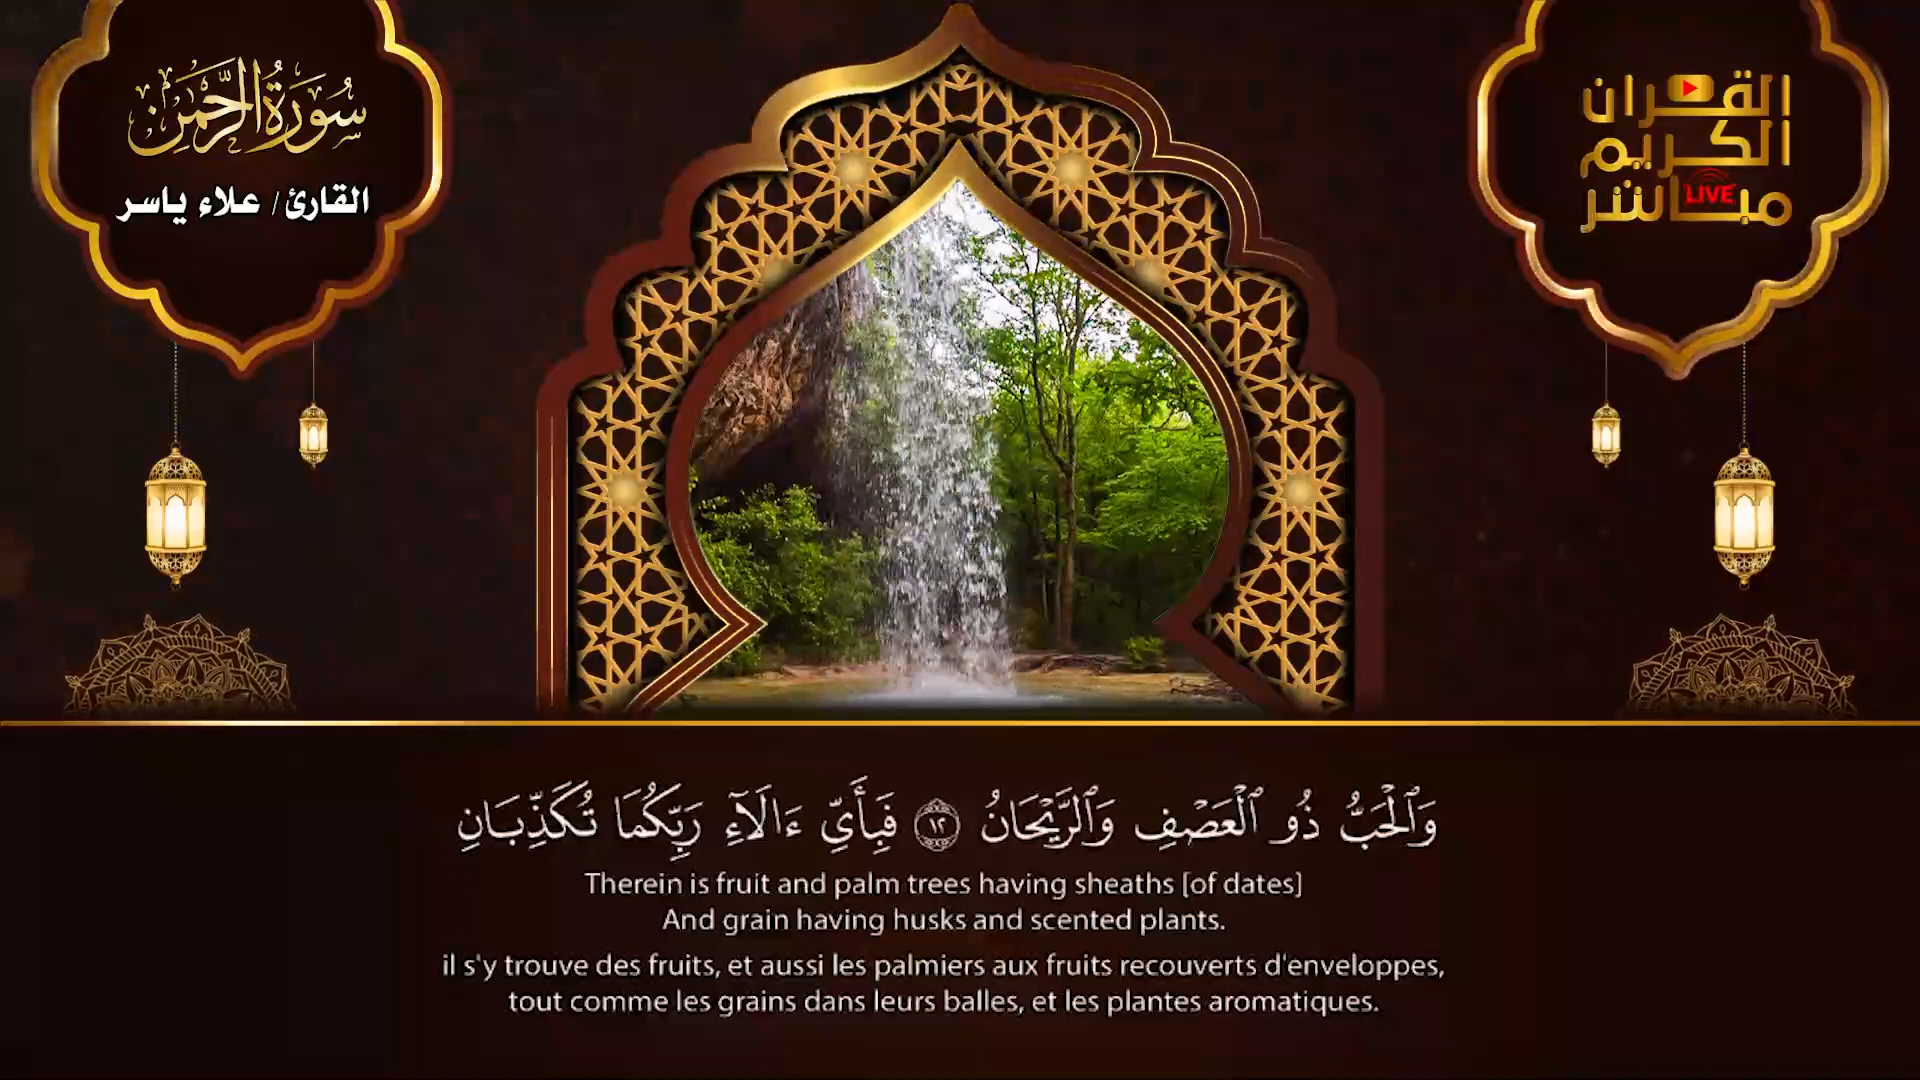 سُورَةُ الرَّحْمَٰن
القارئ/ علاء ياسر
القرآن
الكريم
مباشر
LIVE
وَٱلْحَبُّ ذُو ٱلْعَصْفِ وَٱلرَّيْحَانُ ١٢ فَبِأَيِّ ءَالَآءِ رَبِّكُمَا تُكَذِّبَانِ
Therein is fruit and palm trees having sheaths [of dates]
And grain having husks and scented plants.
il s'y trouve des fruits, et aussi les palmiers aux fruits recouverts d'enveloppes,
tout comme les grains dans leurs balles, et les plantes aromatiques.